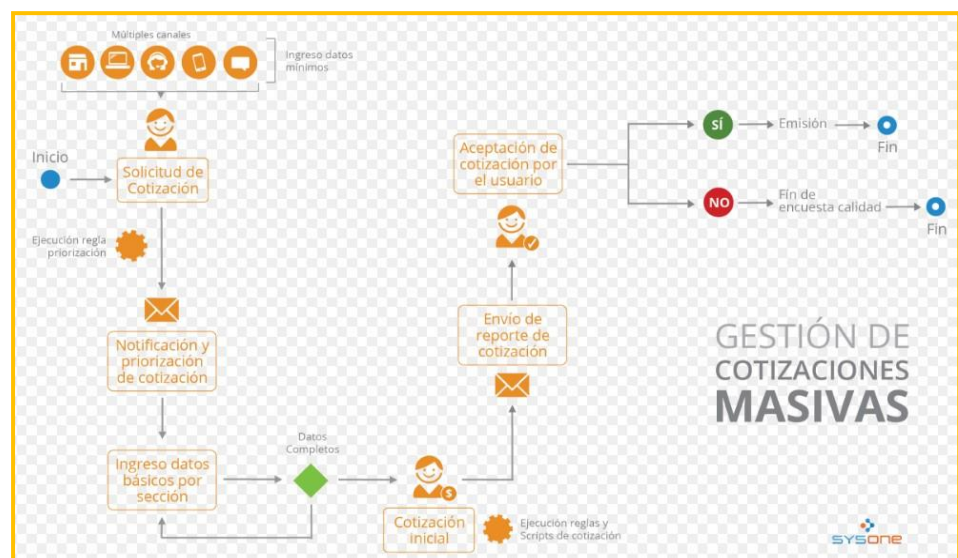 Múltiples canales
Ingreso datos
mínimos
Inicio
Solicitud de
Cotización
Ejecución regla
priorización
Notificación y
priorización
de cotización
Ingreso datos
básicos por
sección
Datos
Completos
$
Cotización
inicial
Ejecución reglas y
Scripts de cotización
Envío de
reporte de
cotización
Aceptación de
cotización por
el usuario
SÍ
Emisión
Fin
NO
Fín de
encuesta calidad
Fin
GESTIÓN DE
COTIZACIONES
MASIVAS
SYSONE